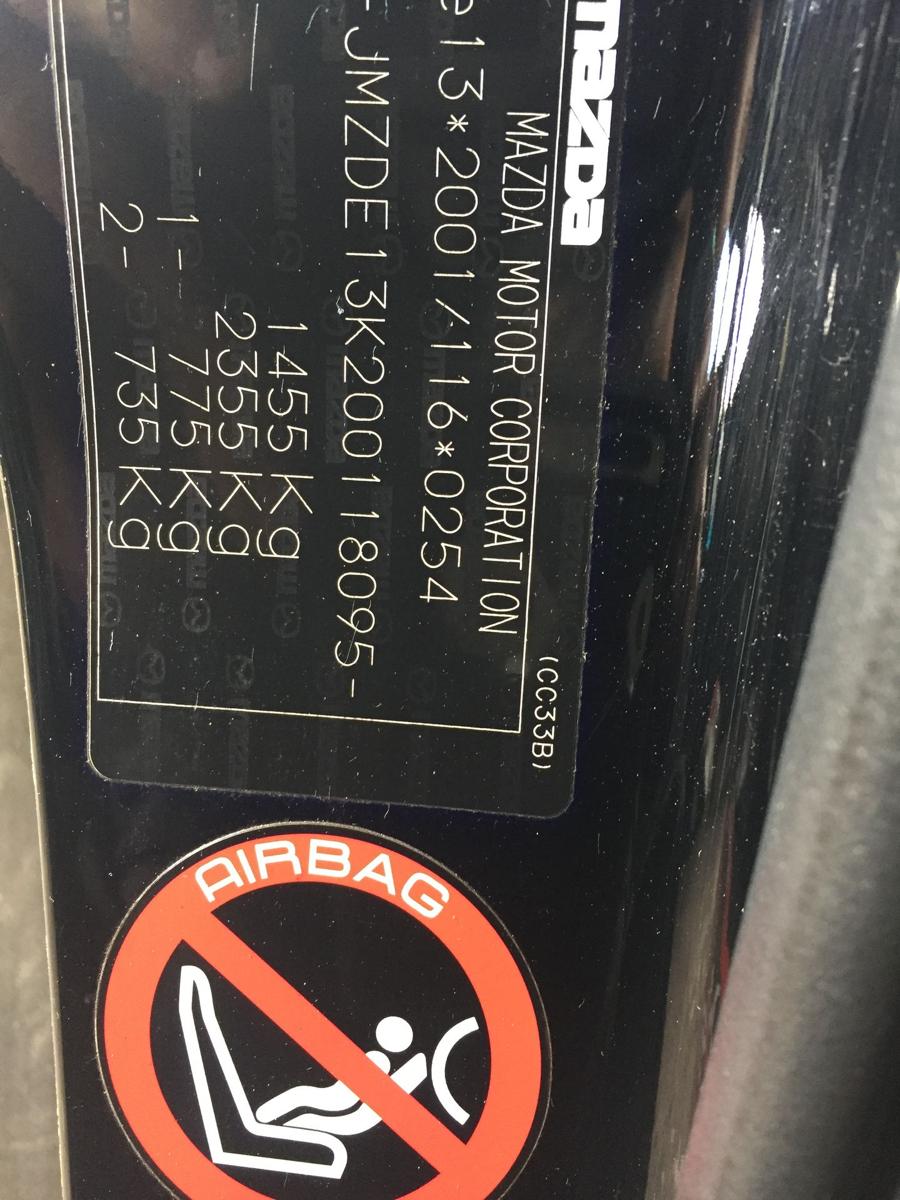 mazda
(CC33B)
MAZDA MOTOR CORPORATION
e13*2001/116*0254
-JMZDE13K200118095-
1455 Kg
2355 Kg
1- 775 Kg
2- 735 Kg
AIRBAG